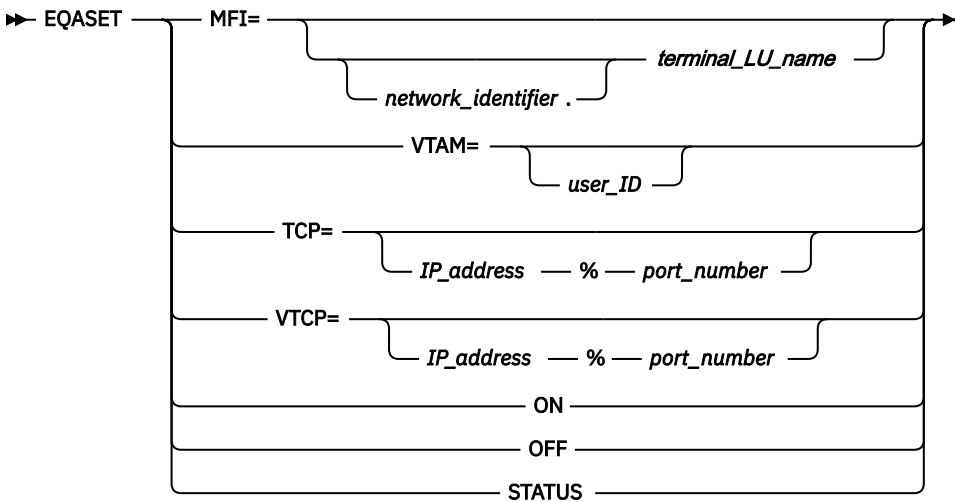 EQASET MFI=
terminal_LU_name
network_identifier .
VTAM=
user_ID
TCP=
IP_address % port_number
VTCP=
IP_address % port_number
ON
OFF
STATUS